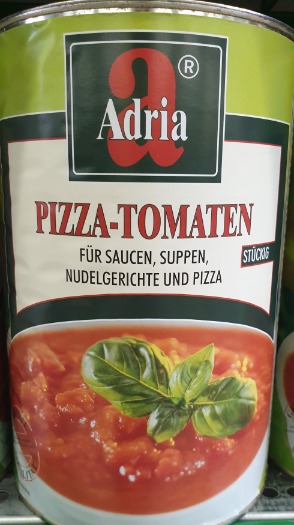 a
®
Adria
PIZZA-TOMATEN
FÜR SAUCEN, SUPPEN,
STÜCKIG
NUDELGERICHTE UND PIZZA